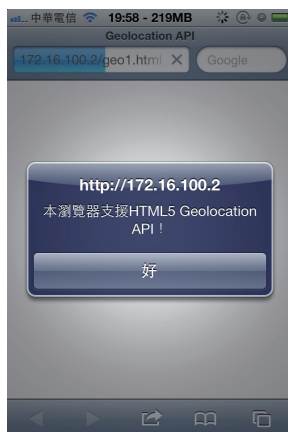 中華電信 19:58 - 219MB
Geolocation API
172.16.100.2/geo1.html
Google
http://172.16.100.2
本瀏覽器支援HTML5 Geolocation
API！
好